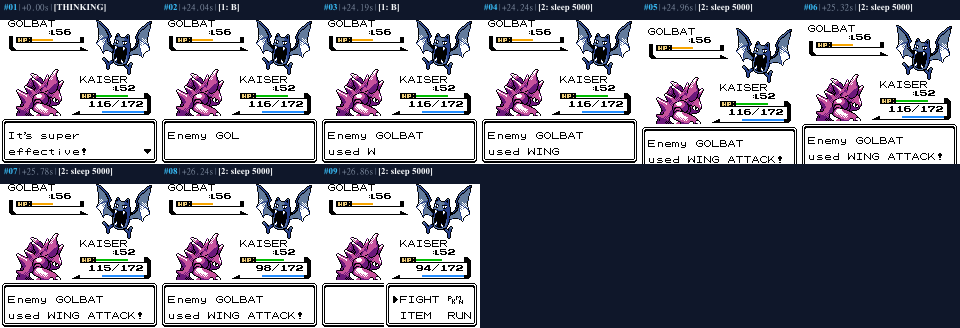 #01|+0.00s|[THINKING]
GOLBAT
:L56
HP:
KAISER
:L52
HP:
116/172
It's super
effective!
#02|+24.04s|[1: B]
GOLBAT
:L56
HP:
KAISER
:L52
HP:
116/172
Enemy GOL
#03|+24.19s|[1: B]
GOLBAT
:L56
HP:
KAISER
:L52
HP:
116/172
Enemy GOLBAT
used W
#04|+24.24s|[2: sleep 5000]
GOLBAT
:L56
HP:
KAISER
:L52
HP:
116/172
Enemy GOLBAT
used WING
#05|+24.96s|[2: sleep 5000]
GOLBAT
:L56
HP:
KAISER
:L52
HP:
116/172
Enemy GOLBAT
used WING ATTACK!
#06|+25.32s|[2: sleep 5000]
GOLBAT
:L56
HP:
KAISER
:L52
HP:
116/172
Enemy GOLBAT
used WING ATTACK!
#07|+25.78s|[2: sleep 5000]
GOLBAT
:L56
HP:
KAISER
:L52
HP:
115/172
Enemy GOLBAT
used WING ATTACK!
#08|+26.24s|[2: sleep 5000]
GOLBAT
:L56
HP:
KAISER
:L52
HP:
98/172
Enemy GOLBAT
used WING ATTACK!
#09|+26.86s|[2: sleep 5000]
GOLBAT
:L56
HP:
KAISER
:L52
HP:
94/172
▶FIGHT PKMN
ITEM RUN